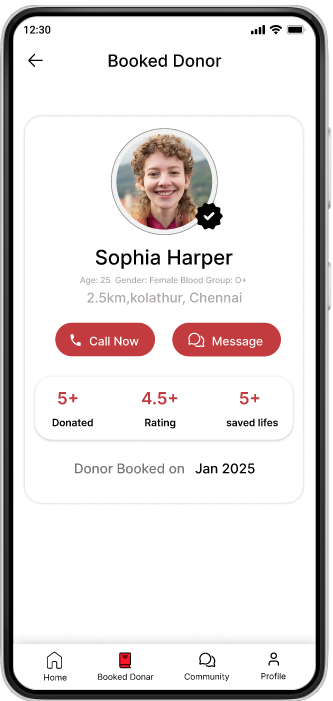 12:30
Booked Donor
Sophia Harper
Age: 25 Gender: Female Blood Group: O+
2.5km,kolathur, Chennai
Call Now Message
5+ 4.5+ 5+
Donated Rating saved lifes
Donor Booked on Jan 2025
Home Booked Donar Community Profile